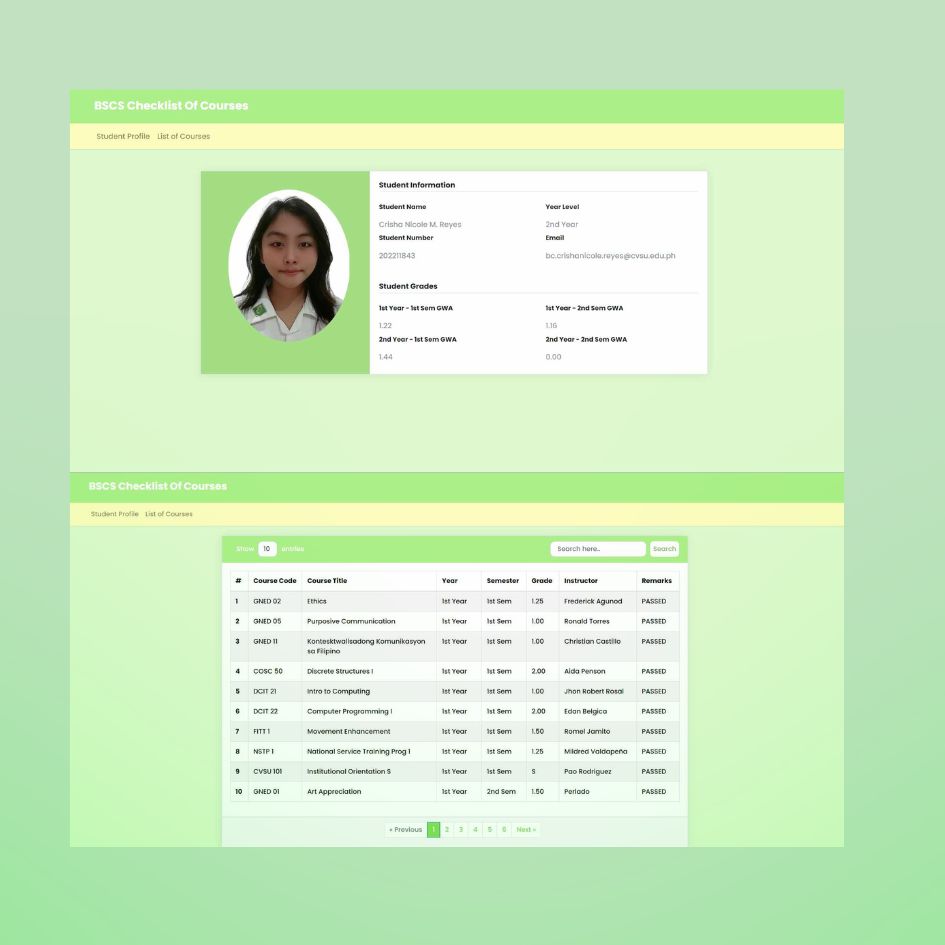 BSCS Checklist Of Courses
Student Profile List of Courses
Student Information
Student Name Year Level
Crisha Nicole M. Reyes 2nd Year
Student Number Email
202211843 bc.crishanicole.reyes@cvsu.edu.ph
Student Grades
1st Year - 1st Sem GWA 1st Year - 2nd Sem GWA
1.22 1.16
2nd Year - 1st Sem GWA 2nd Year - 2nd Sem GWA
1.44 0.00
BSCS Checklist Of Courses
Student Profile List of Courses
Show 10 entries Search here.. Search
# Course Code Course Title Year Semester Grade Instructor Remarks
1 GNED 02 Ethics 1st Year 1st Sem 1.25 Frederick Agunod PASSED
2 GNED 05 Purposive Communication 1st Year 1st Sem 1.00 Ronald Torres PASSED
3 GNED 11 Kontesktwalisadong Komunikasyon 1st Year 1st Sem 1.00 Christian Castillo PASSED
sa Filipino
4 COSC 50 Discrete Structures I 1st Year 1st Sem 2.00 Aida Penson PASSED
5 DCIT 21 Intro to Computing 1st Year 1st Sem 1.00 Jhon Robert Rosal PASSED
6 DCIT 22 Computer Programming I 1st Year 1st Sem 2.00 Edan Belgica PASSED
7 FITT 1 Movement Enhancement 1st Year 1st Sem 1.50 Romel Jamito PASSED
8 NSTP 1 National Service Training Prog 1 1st Year 1st Sem 1.25 Mildred Valdapeña PASSED
9 CVSU 101 Institutional Orientation S 1st Year 1st Sem S Pao Rodriguez PASSED
10 GNED 01 Art Appreciation 1st Year 2nd Sem 1.50 Perlado PASSED
« Previous 1 2 3 4 5 6 Next »